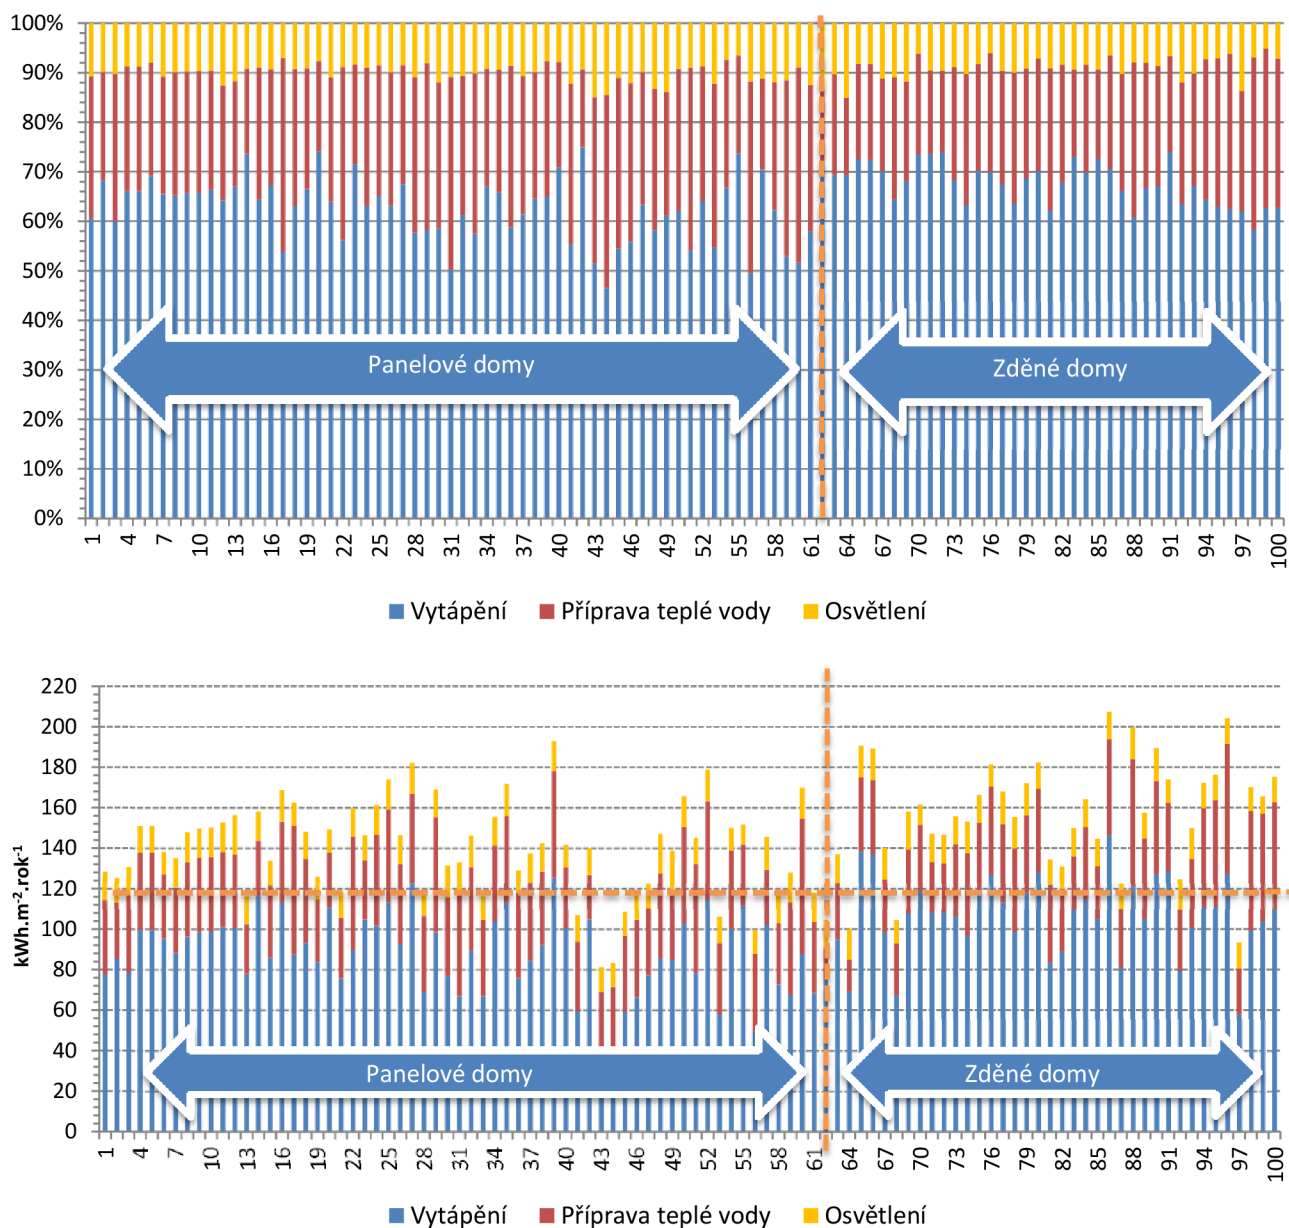 100%
90%
80%
70%
60%
50%
40%
30%
20%
10%
0%
Panelové domy
Zděné domy
1 4 7 10 13 16 19 22 25 28 31 34 37 40 43 46 49 52 55 58 61 64 67 70 73 76 79 82 85 88 91 94 97 100
Vytápění Příprava teplé vody Osvětlení
220
200
180
160
140
120
100
80
60
40
20
0
kWh.m-2.rok-1
Panelové domy
Zděné domy
1 4 7 10 13 16 19 22 25 28 31 34 37 40 43 46 49 52 55 58 61 64 67 70 73 76 79 82 85 88 91 94 97 100
Vytápění Příprava teplé vody Osvětlení